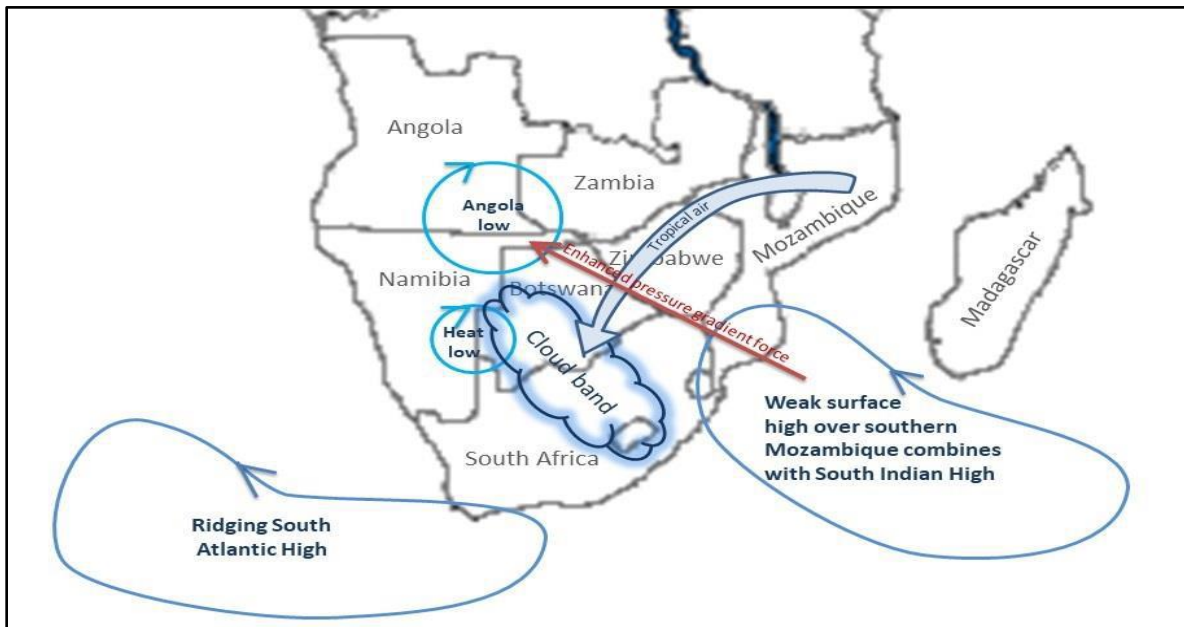 Angola
Zambia
Angola
low
Tropical air
Mozambique
Madagascar
Enhanced pressure gradient force
Zimbabwe
Namibia
Botswana
Heat
low
Cloud band
Weak surface
high over southern
Mozambique combines
with South Indian High
South Africa
Ridging South
Atlantic High